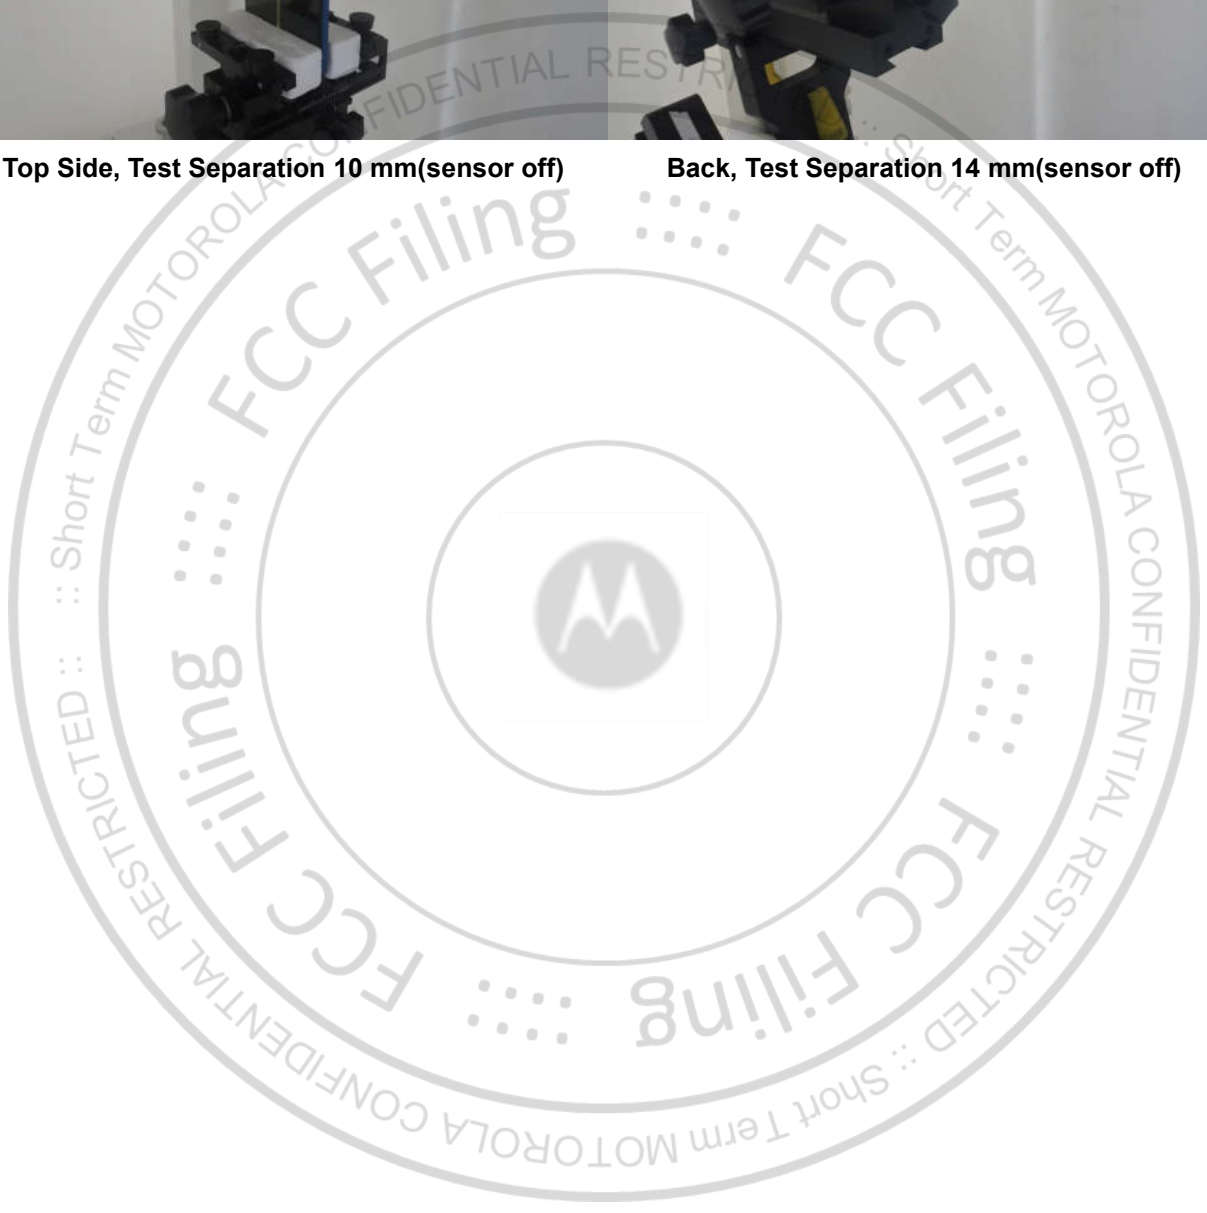 Top Side, Test Separation 10 mm(sensor off)
Back, Test Separation 14 mm(sensor off)
:: Short Term MOTOROLA CONFIDENTIAL RESTRICTED ::
:: Short Term MOTOROLA CONFIDENTIAL RESTRICTED ::
:::: FCC Filing :::: FCC Filing :::: FCC Filing :::: FCC Filing